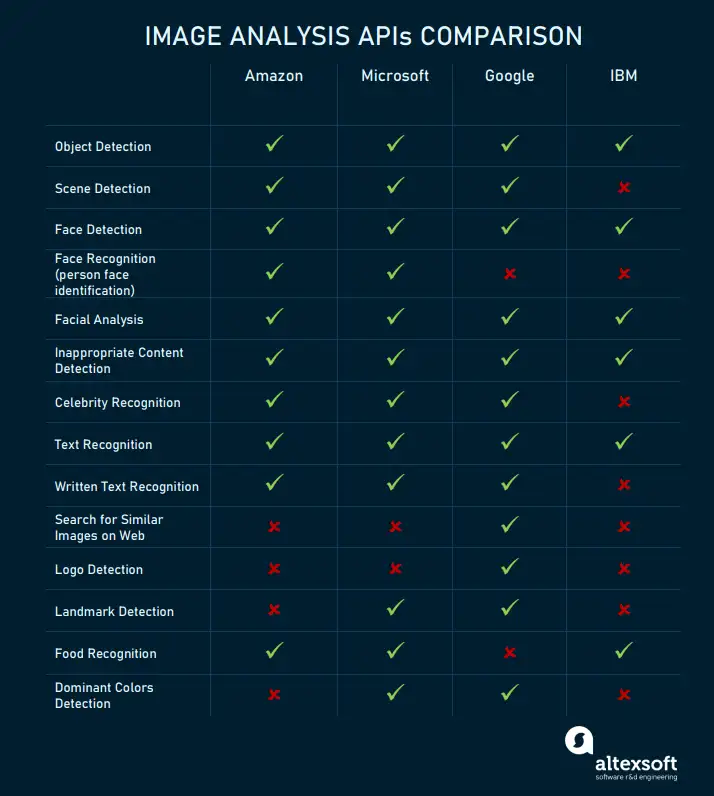 IMAGE ANALYSIS APIs COMPARISON
Amazon Microsoft Google IBM
Object Detection
Scene Detection
Face Detection
Face Recognition
(person face
identification)
Facial Analysis
Inappropriate Content
Detection
Celebrity Recognition
Text Recognition
Written Text Recognition
Search for Similar
Images on Web
Logo Detection
Landmark Detection
Food Recognition
Dominant Colors
Detection
altexsoft
software r&d engineering